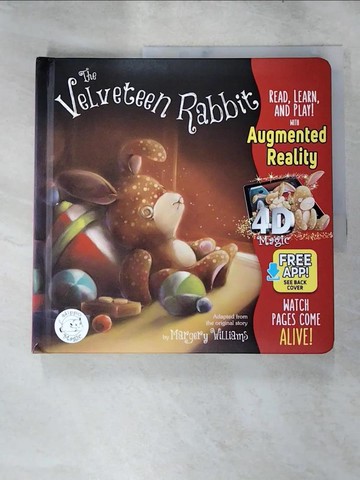 The
Velveteen Rabbit
READ, LEARN,
AND PLAY!
WITH
Augmented
Reality
4D
Magic
FREE
APP!
SEE BACK
COVER
WATCH
PAGES COME
ALIVE!
Adapted from
the original story
by Margery Williams